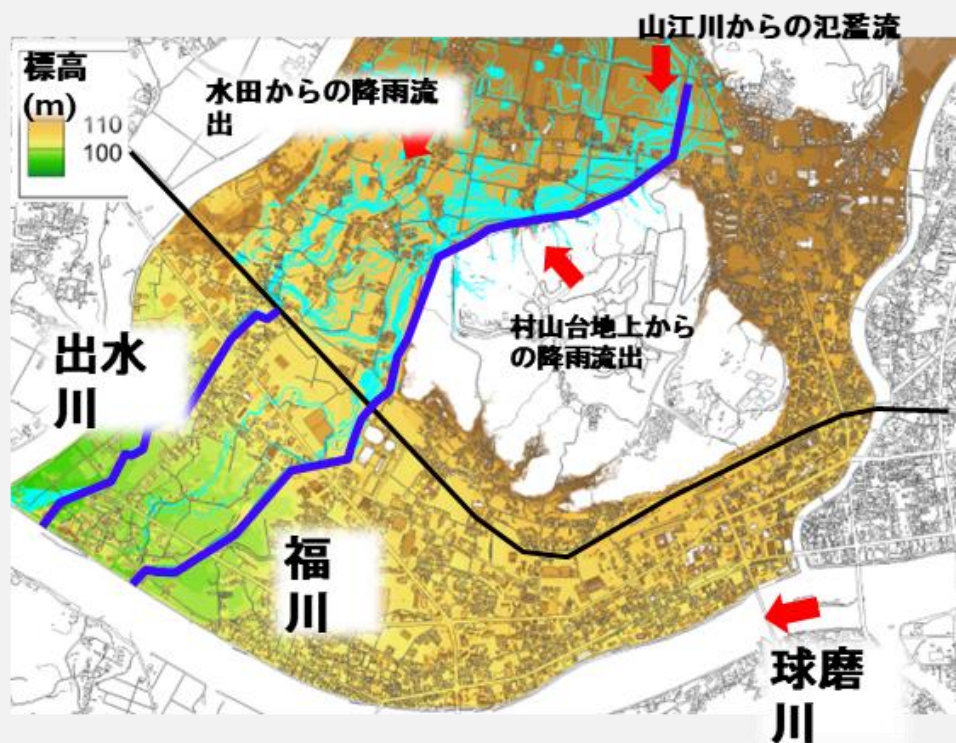 山江川からの氾濫流
標高
(m)
110
100
水田からの降雨流
出
村山台地上から
の降雨流出
出水
川
福
川
球磨
川